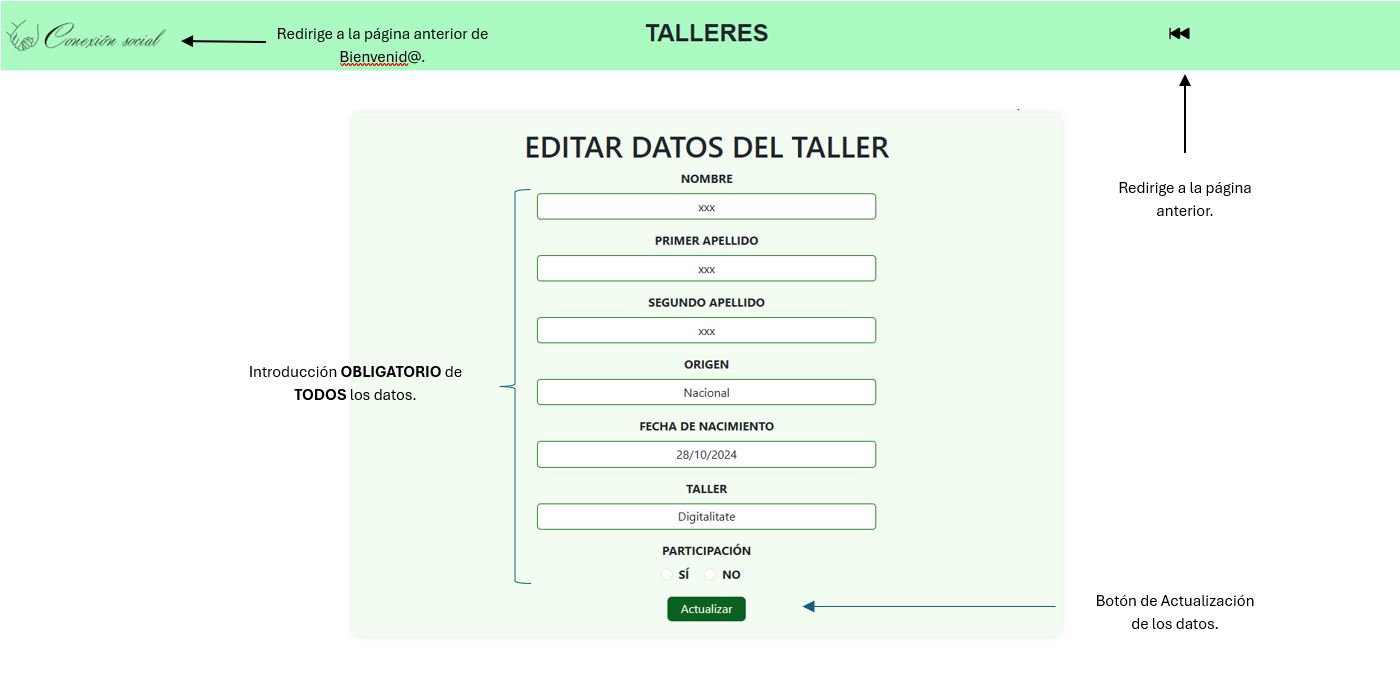 Conexión social
Redirige a la página anterior de
Bienvenid@.
TALLERES
Redirige a la página
anterior.
EDITAR DATOS DEL TALLER
NOMBRE
xxx
PRIMER APELLIDO
xxx
SEGUNDO APELLIDO
xxx
ORIGEN
Nacional
Introducción OBLIGATORIO de
TODOS los datos.
FECHA DE NACIMIENTO
28/10/2024
TALLER
Digitalitate
PARTICIPACIÓN
SÍ NO
Actualizar
Botón de Actualización
de los datos.